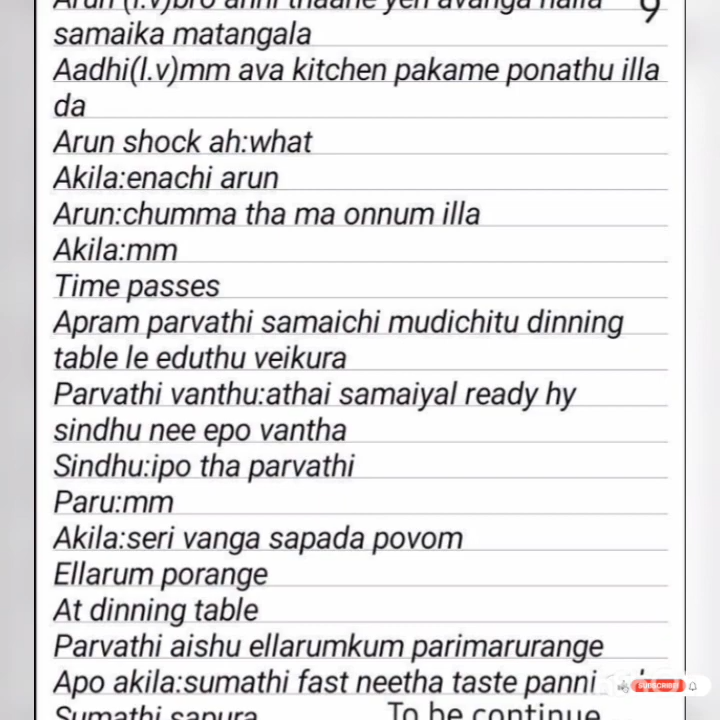 samaika matangala
Aadhi(l.v)mm ava kitchen pakame ponathu illa
da
Arun shock ah:what
Akila:enachi arun
Arun:chumma tha ma onnum illa
Akila:mm
Time passes
Apram parvathi samaichi mudichitu dinning
table le eduthu veikura
Parvathi vanthu:athai samaiyal ready hy
sindhu nee epo vantha
Sindhu:ipo tha parvathi
Paru:mm
Akila:seri vanga sapada povom
Ellarum porange
At dinning table
Parvathi aishu ellarumkum parimarurange
Apo akila:sumathi fast neetha taste panni
SUBSCRIBE
Sumathi sapura
To be continue